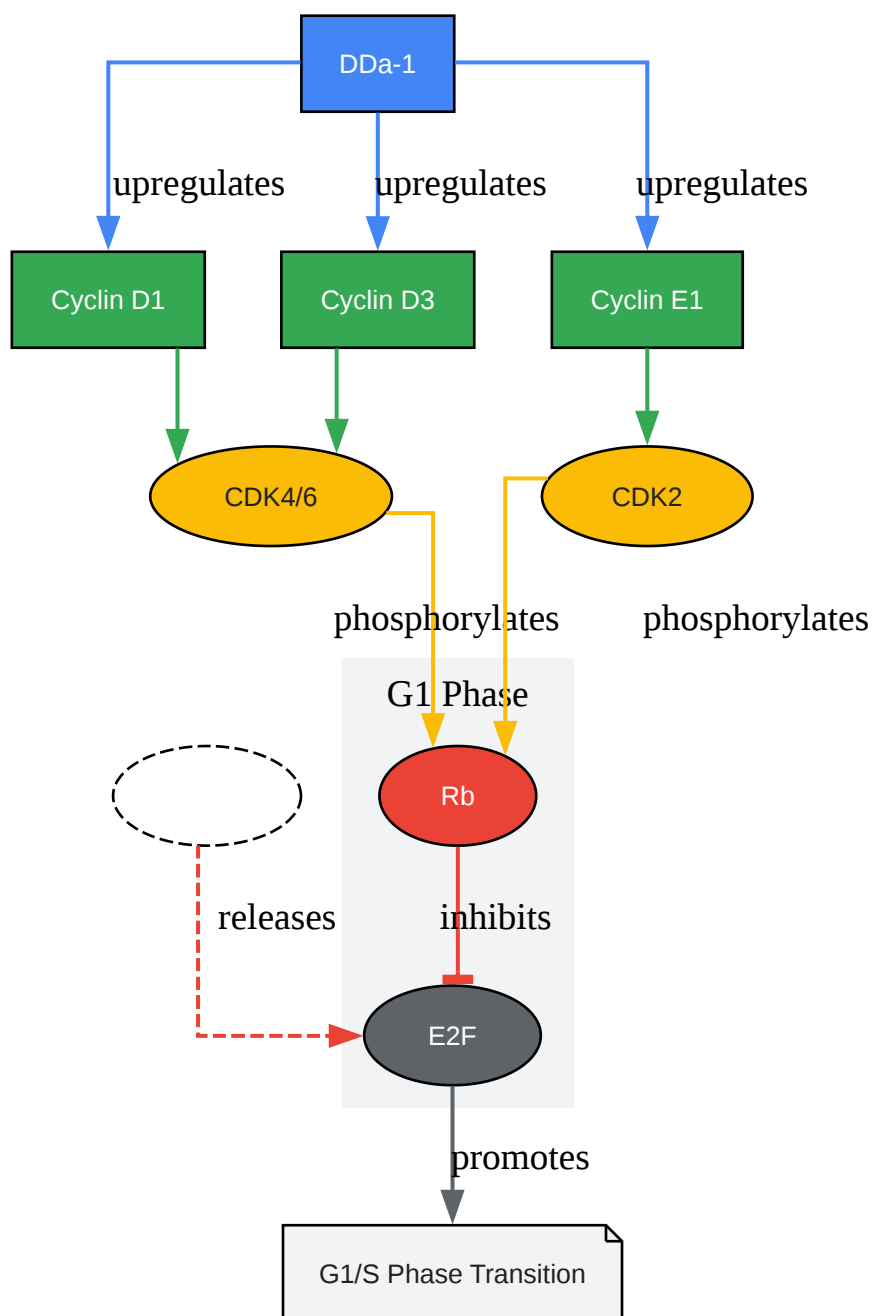 DDa-1
upregulates
upregulates
upregulates
Cyclin D1
Cyclin D3
Cyclin E1
CDK4/6
CDK2
phosphorylates
phosphorylates
G1 Phase
Rb
releases
inhibits
E2F
promotes
G1/S Phase Transition